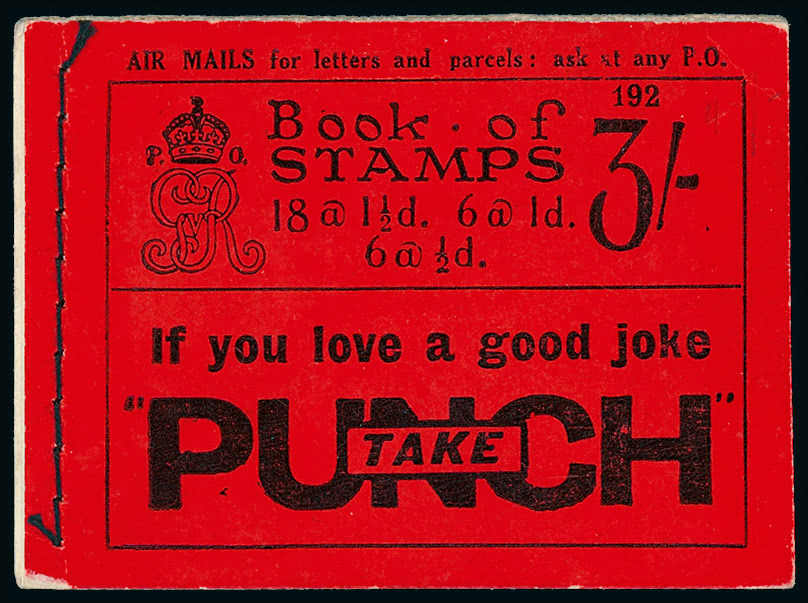 AIR MAILS for letters and parcels: ask at any P.O.
192
P. O.
GVR
Book · of
STAMPS
3/-
18 @ 1½d. 6 @ 1d.
6 @ ½d.
If you love a good joke
TAKE
"PUNCH"